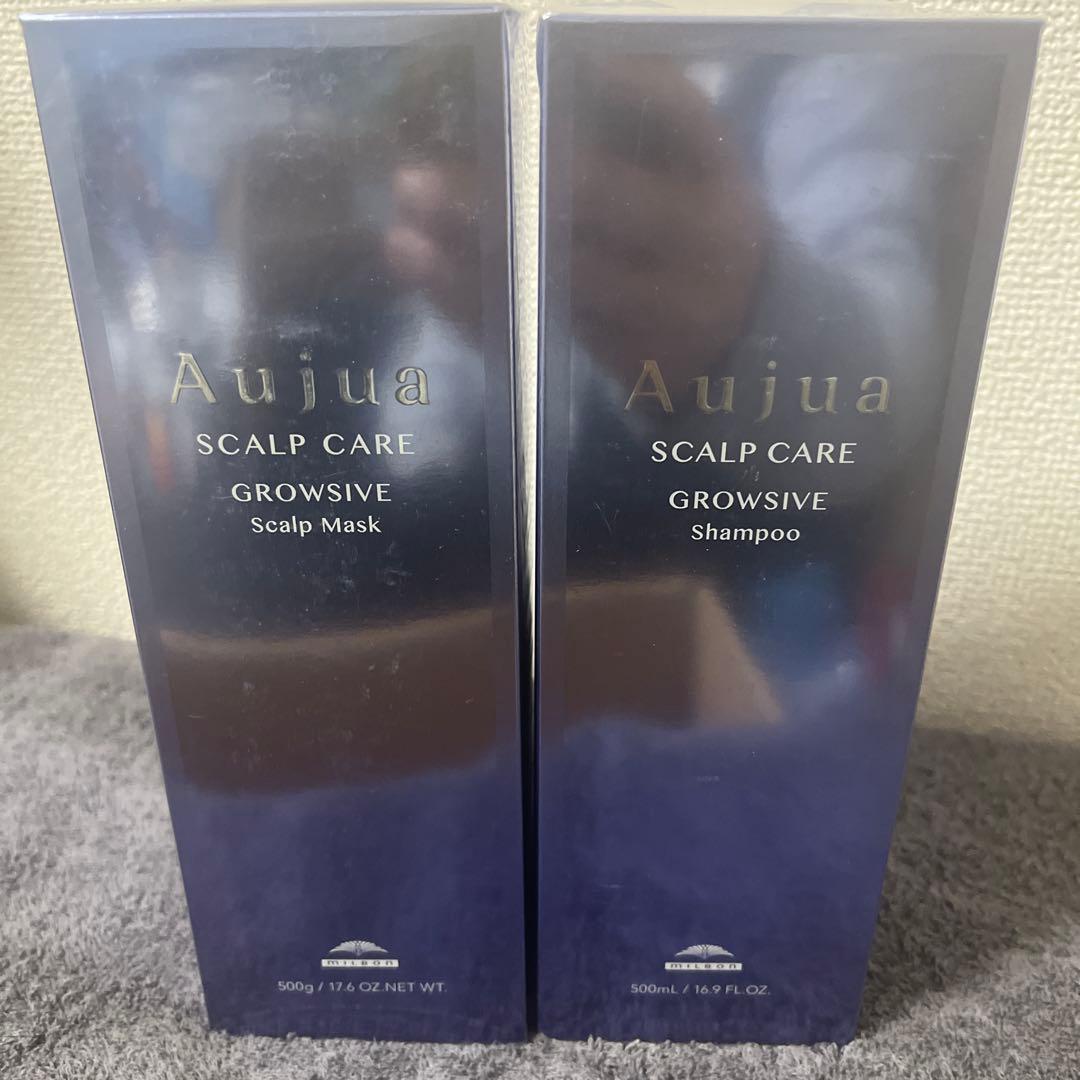 Aujua
SCALP CARE
GROWSIVE
Scalp Mask
MILBON
500g / 17.6 OZ.NET WT.
Aujua
SCALP CARE
GROWSIVE
Shampoo
MILBON
500mL / 16.9 FL.OZ.